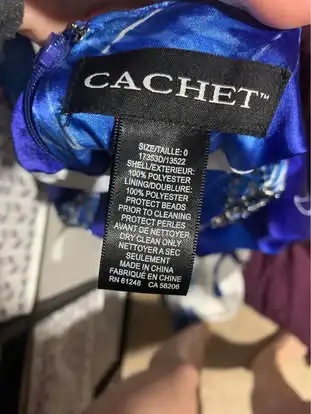 CACHET™
SIZE/TAILLE: 0
17353D/13522
SHELL/EXTERIEUR:
100% POLYESTER
LINING/DOUBLURE:
100% POLYESTER
PROTECT BEADS
PRIOR TO CLEANING
PROTECT PERLES
AVANT DE NETTOYER
DRY CLEAN ONLY
NETTOYER A SEC
SEULEMENT
MADE IN CHINA
FABRIQUÉ EN CHINE
RN 61248 CA 56206